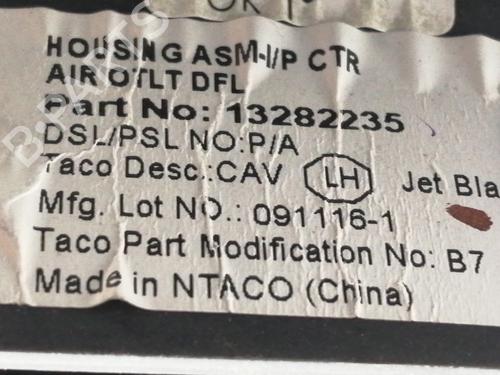 HOUSING ASM-I/P CTR
AIR OTLT DFL
Part No: 13282235
DSL/PSL NO:P/A
Taco Desc.:CAV LH Jet Bla
Mfg. Lot NO.: 091116-1
Taco Part Modification No: B7
Made in NTACO (China)
B-PARTS